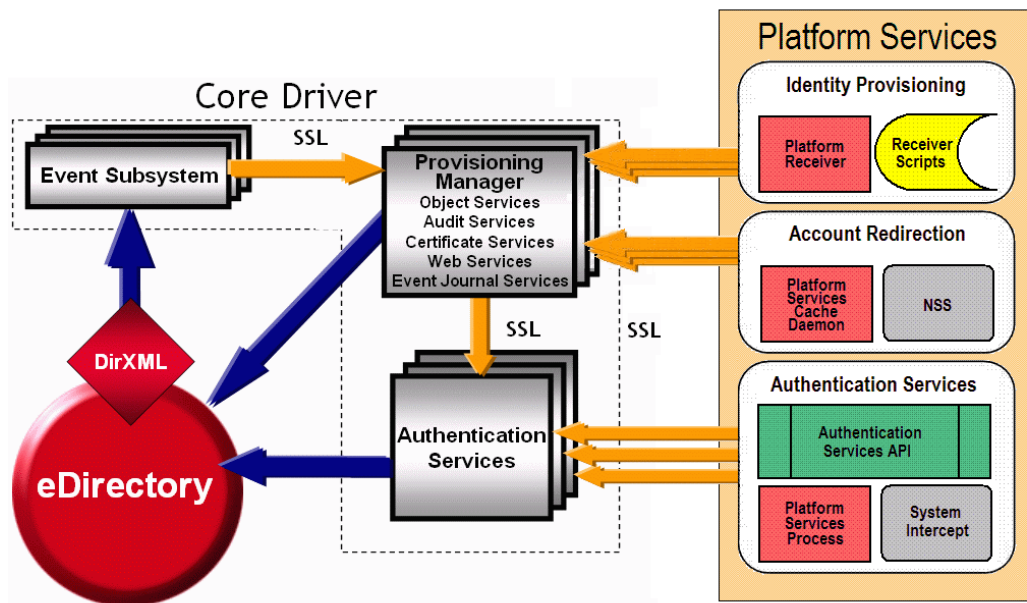 Platform Services
Core Driver
Identity Provisioning
Platform
Receiver
Receiver
Scripts
SSL
Event Subsystem
Provisioning
Manager
Object Services
Audit Services
Certificate Services
Web Services
Event Journal Services
Account Redirection
Platform
Services
Cache
Daemon
NSS
SSL
SSL
DirXML
eDirectory
Authentication
Services
Authentication Services
Authentication
Services API
Platform
Services
Process
System
Intercept